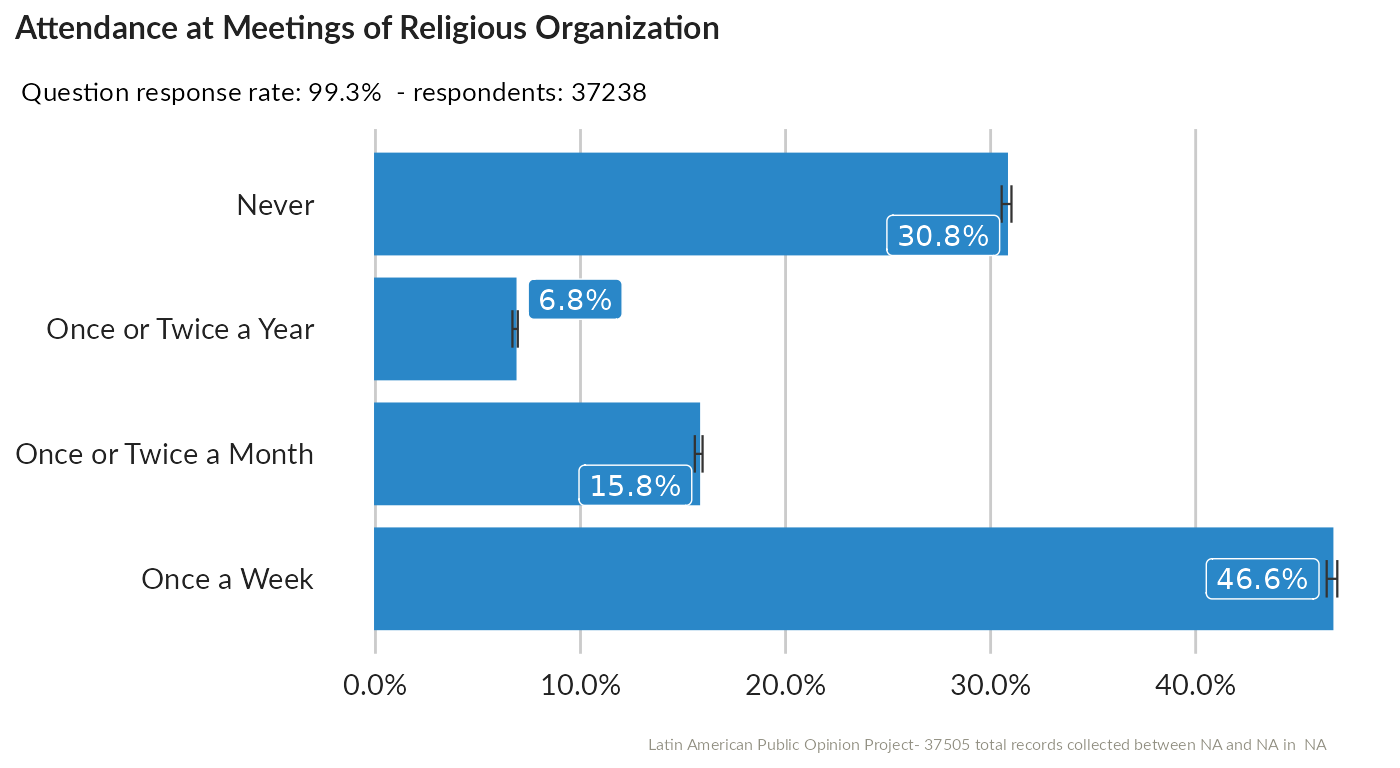 Attendance at Meetings of Religious Organization
Question response rate: 99.3%  - respondents: 37238
Never
30.8%
Once or Twice a Year
6.8%
Once or Twice a Month
15.8%
Once a Week
46.6%
0.0% 10.0% 20.0% 30.0% 40.0%
Latin American Public Opinion Project- 37505 total records collected between NA and NA in  NA